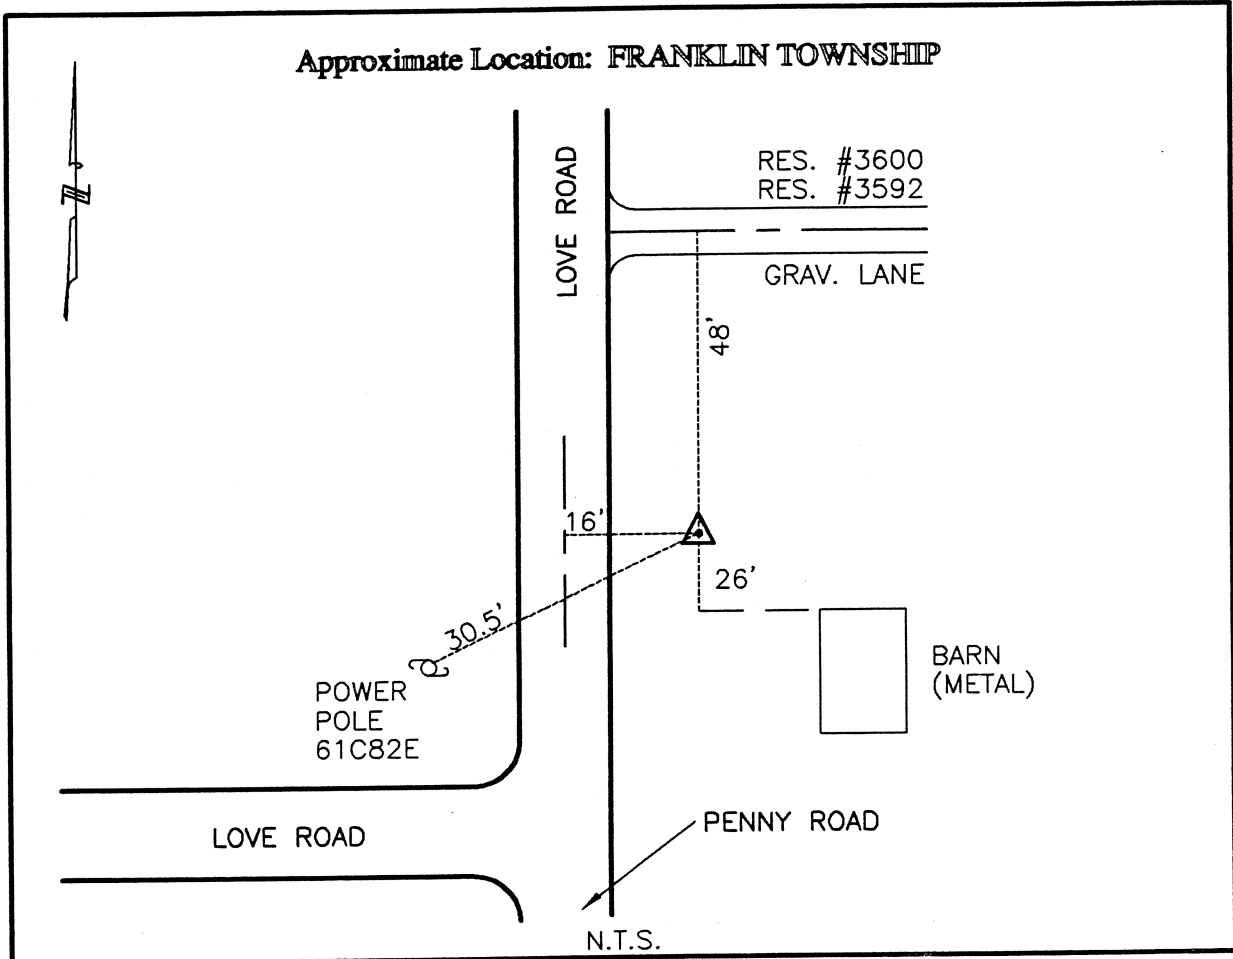 Approximate Location: FRANKLIN TOWNSHIP
N
LOVE ROAD
RES. #3600
RES. #3592
GRAV. LANE
48'
16'
26'
30.5'
POWER
POLE
61C82E
BARN
(METAL)
LOVE ROAD
PENNY ROAD
N.T.S.